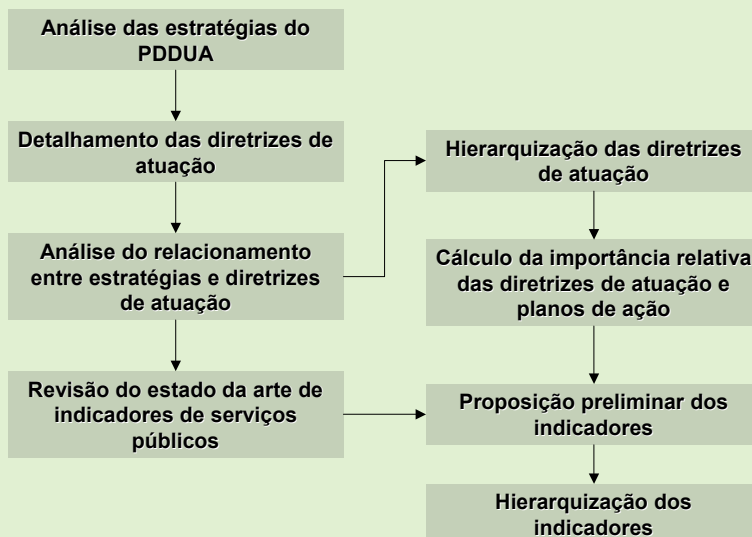 Análise das estratégias do
PDDUA
Detalhamento das diretrizes de
atuação
Análise do relacionamento
entre estratégias e diretrizes
de atuação
Revisão do estado da arte de
indicadores de serviços
públicos
Hierarquização das diretrizes
de atuação
Cálculo da importância relativa
das diretrizes de atuação e
planos de ação
Proposição preliminar dos
indicadores
Hierarquização dos
indicadores